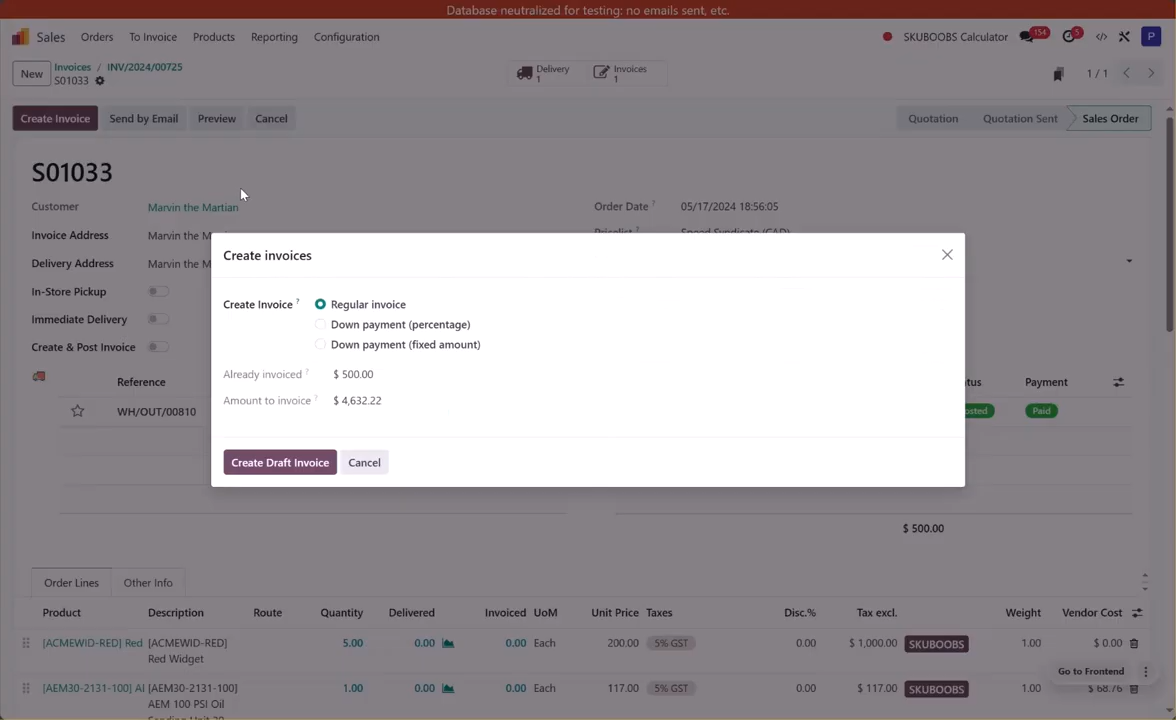 Database neutralized for testing: no emails sent, etc.
Sales Orders To Invoice Products Reporting Configuration SKUBOOBS Calculator 154 5 P
New Invoices / INV/2024/00725
S01033
Delivery 1 Invoices 1
1 / 1
Create Invoice Send by Email Preview Cancel Quotation Quotation Sent Sales Order
S01033
Customer Marvin the Martian Order Date ? 05/17/2024 18:56:05
Invoice Address Marvin the M Pricelist ? Speed Syndicate (CAD)
Delivery Address Marvin the M
In-Store Pickup
Immediate Delivery
Create & Post Invoice
Create invoices
Create Invoice ? Regular invoice
Down payment (percentage)
Down payment (fixed amount)
Already invoiced ? $ 500.00
Amount to invoice ? $ 4,632.22
Create Draft Invoice Cancel
Reference atus Payment
WH/OUT/00810 osted Paid
$ 500.00
Order Lines Other Info
Product Description Route Quantity Delivered Invoiced UoM Unit Price Taxes Disc.% Tax excl. Weight Vendor Cost
[ACMEWID-RED] Red [ACMEWID-RED] 5.00 0.00 0.00 Each 200.00 5% GST 0.00 $ 1,000.00 SKUBOOBS 1.00 $ 0.00
Red Widget
Go to Frontend
[AEM30-2131-100] AI [AEM30-2131-100] 1.00 0.00 0.00 Each 117.00 5% GST 0.00 $ 117.00 SKUBOOBS 1.00 $ 68.76
AEM 100 PSI Oil